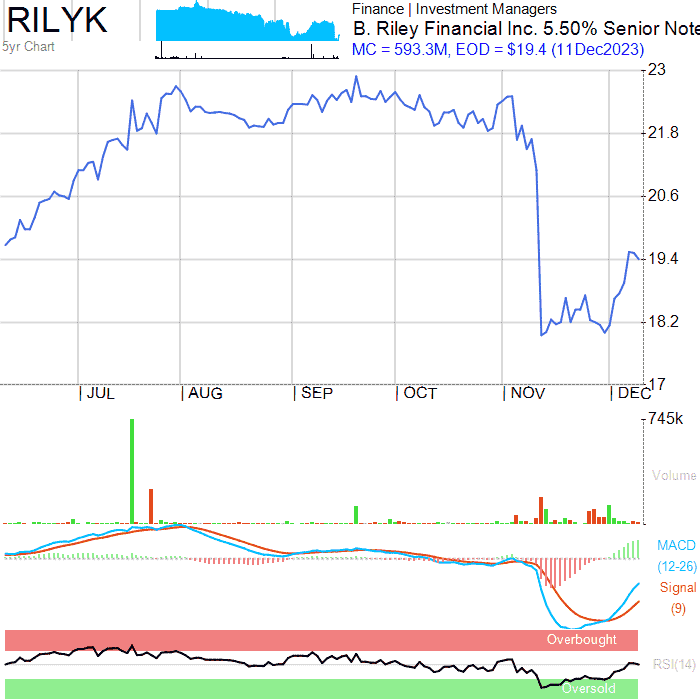 RILYK
5yr Chart
Finance | Investment Managers
B. Riley Financial Inc. 5.50% Senior Note
MC = 593.3M, EOD = $19.4 (11Dec2023)
23
21.8
20.6
19.4
18.2
17
JUL
AUG
SEP
OCT
NOV
DEC
745k
Volume
MACD
(12-26)
Signal
(9)
Overbought
RSI(14)
Oversold